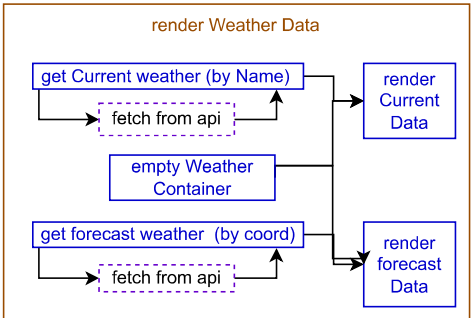 render Weather Data
get Current weather (by Name)
fetch from api
render
Current
Data
empty Weather
Container
get forecast weather  (by coord)
fetch from api
render
forecast
Data